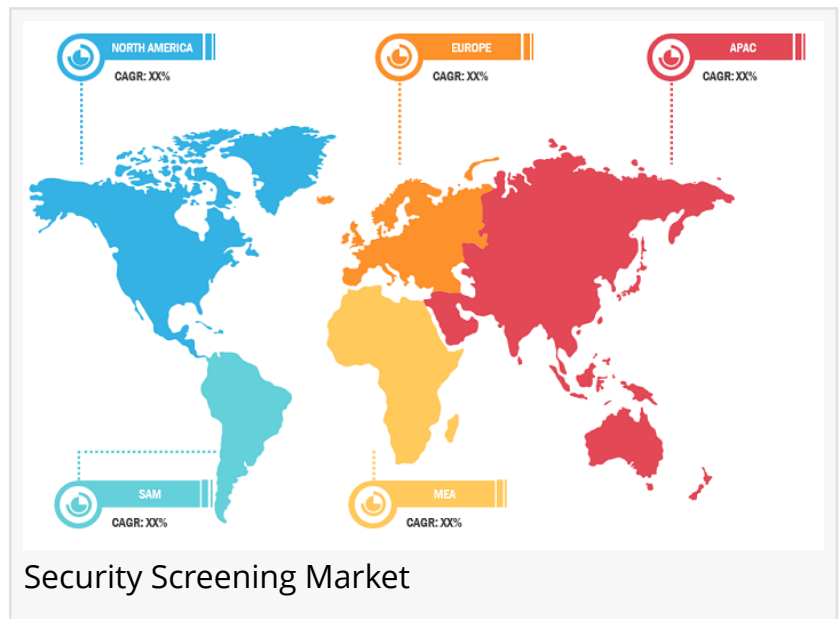 NORTH AMERICA
CAGR: XX%
EUROPE
CAGR: XX%
APAC
CAGR: XX%
SAM
CAGR: XX%
MEA
CAGR: XX%
Security Screening Market